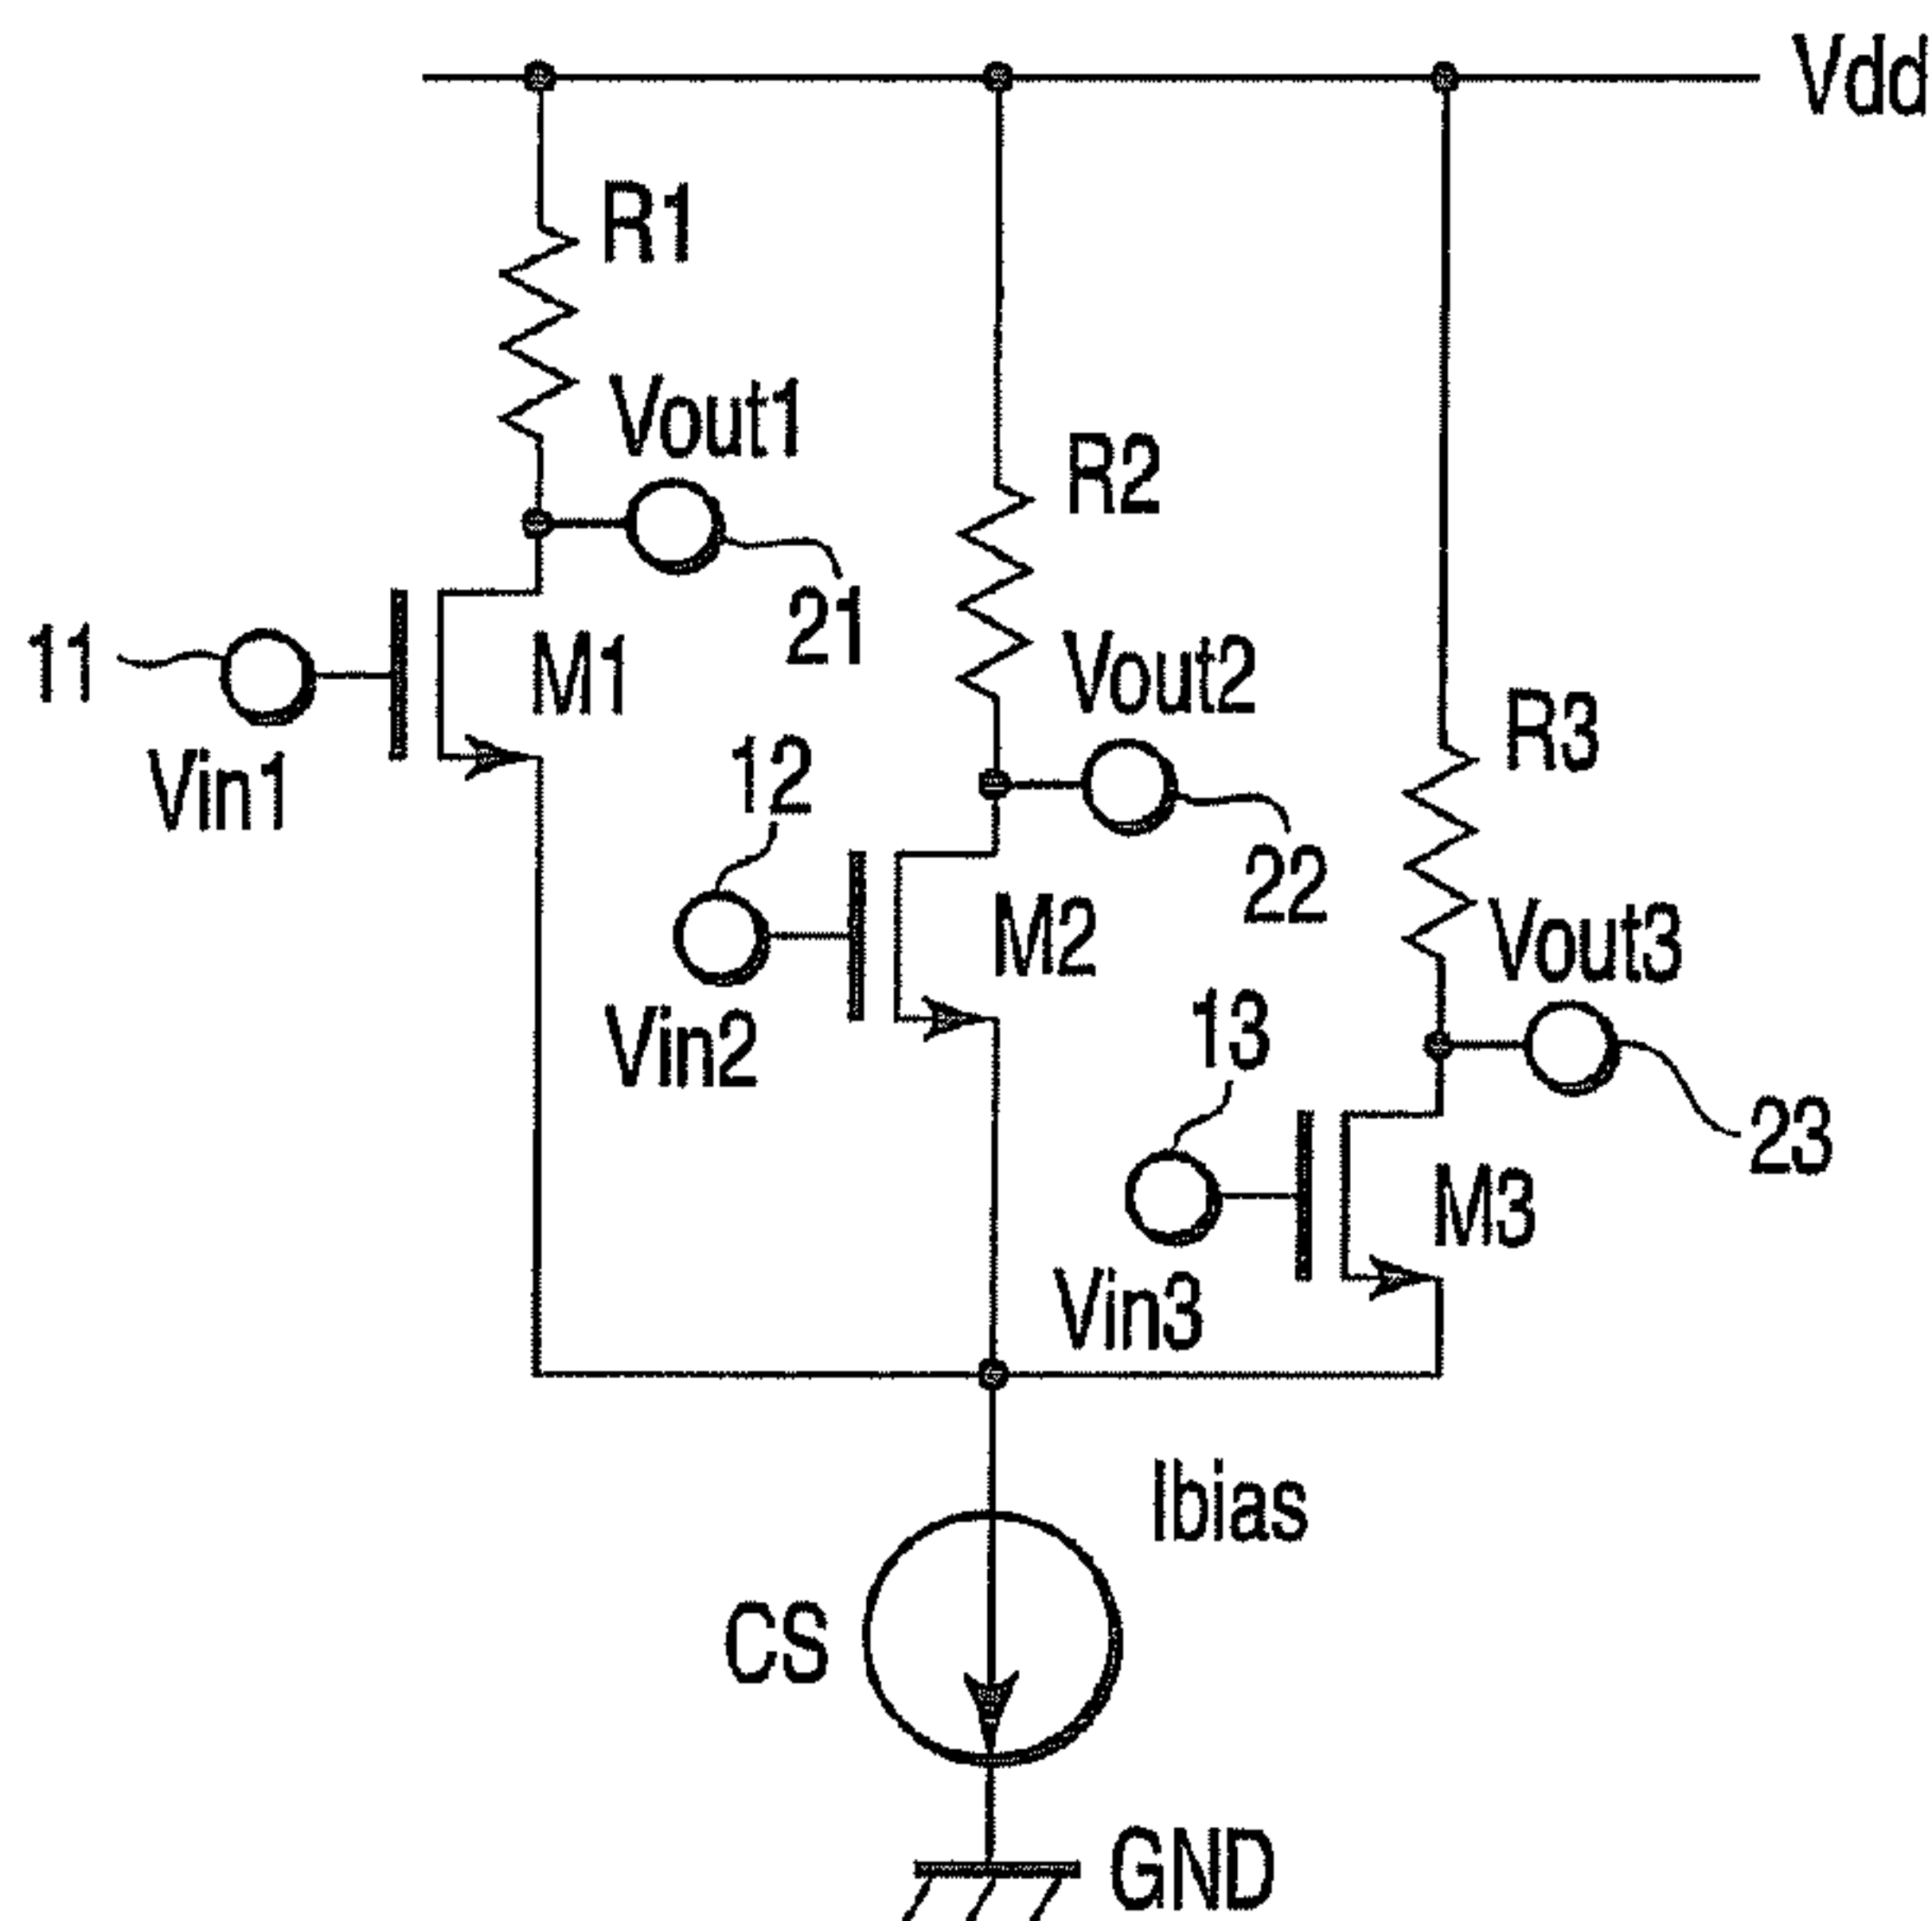 Vdd
R1
Vout1
21
11
M1
Vin1
R2
Vout2
22
12
M2
Vin2
R3
Vout3
23
13
M3
Vin3
Ibias
CS
GND